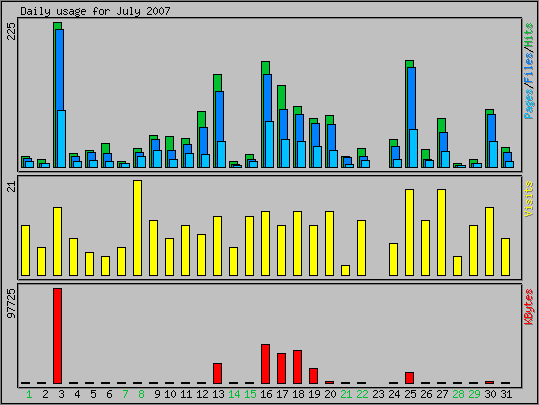 Daily usage for July 2007
225
Pages/Files/Hits
21
Visits
97725
KBytes
1 2 3 4 5 6 7 8 9 10 11 12 13 14 15 16 17 18 19 20 21 22 23 24 25 26 27 28 29 30 31